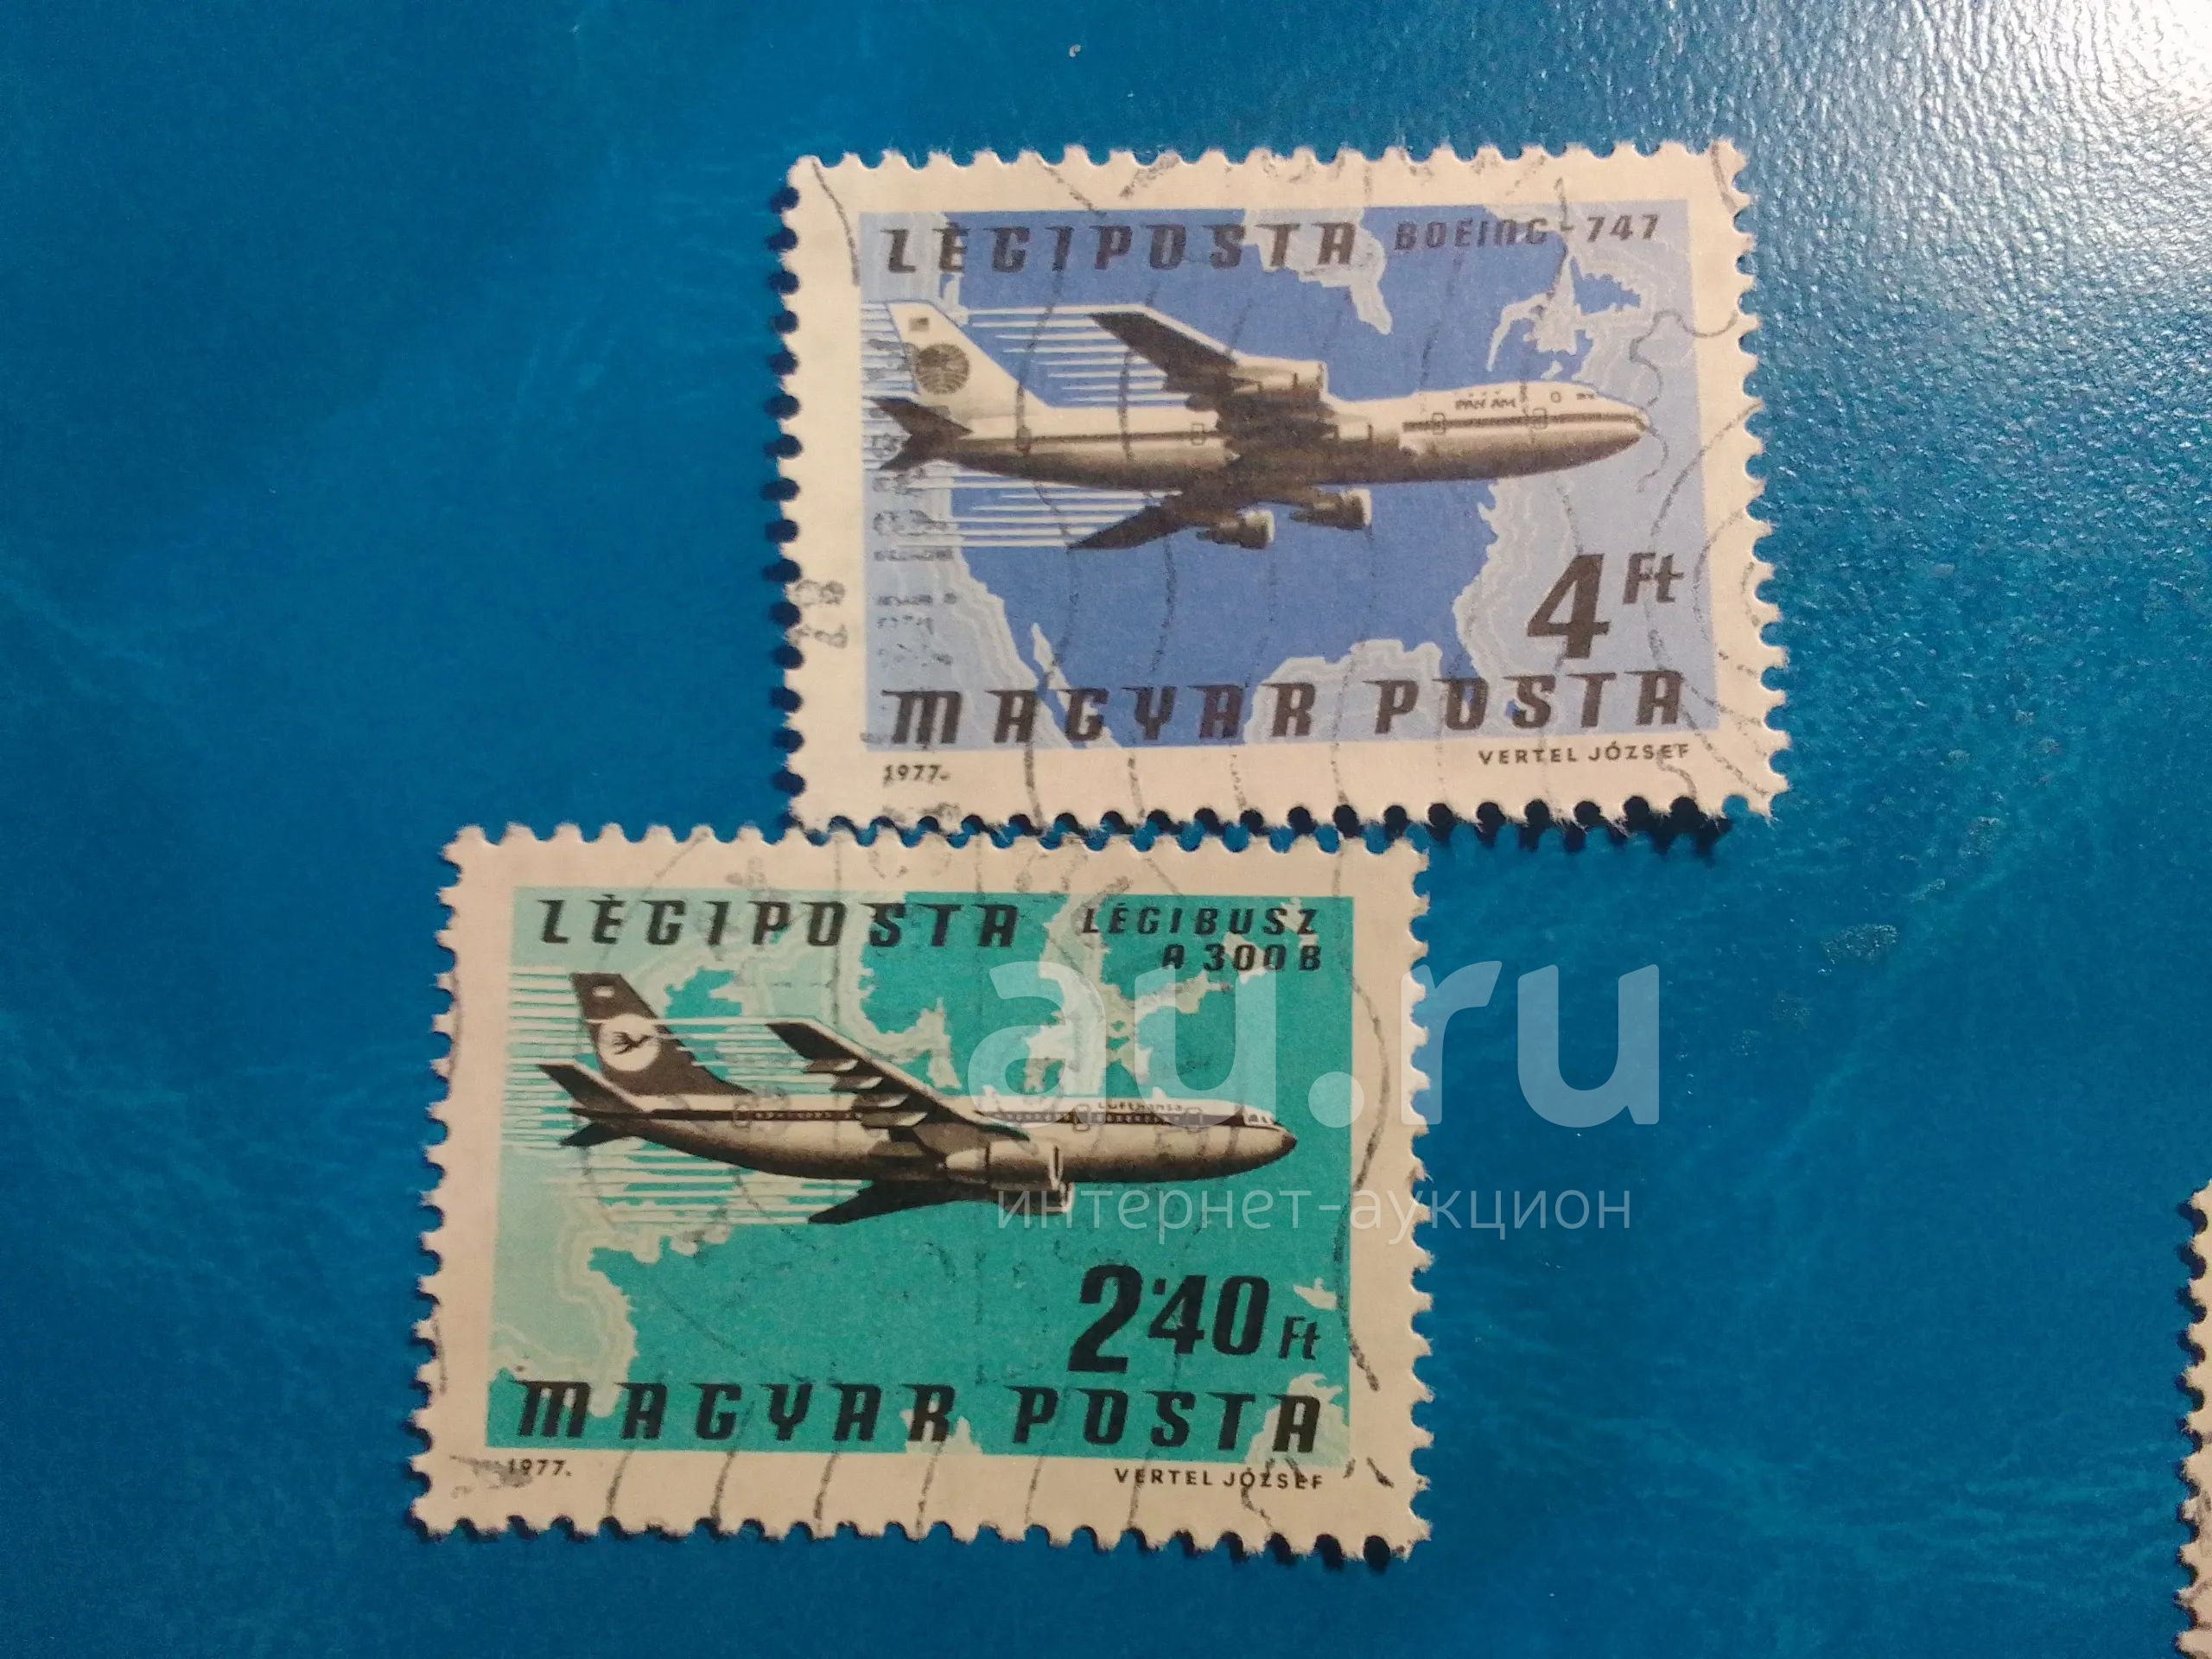 LÉGIPOSTA BOEING-747
PAN AM
4 Ft
MAGYAR POSTA
1977.
VERTEL JÓZSEF
LÉGIPOSTA LÉGIBUSZ
A 300 B
LUFTHANSA
2.40 Ft
MAGYAR POSTA
1977.
VERTEL JÓZSEF
au.ru
интернет-аукцион